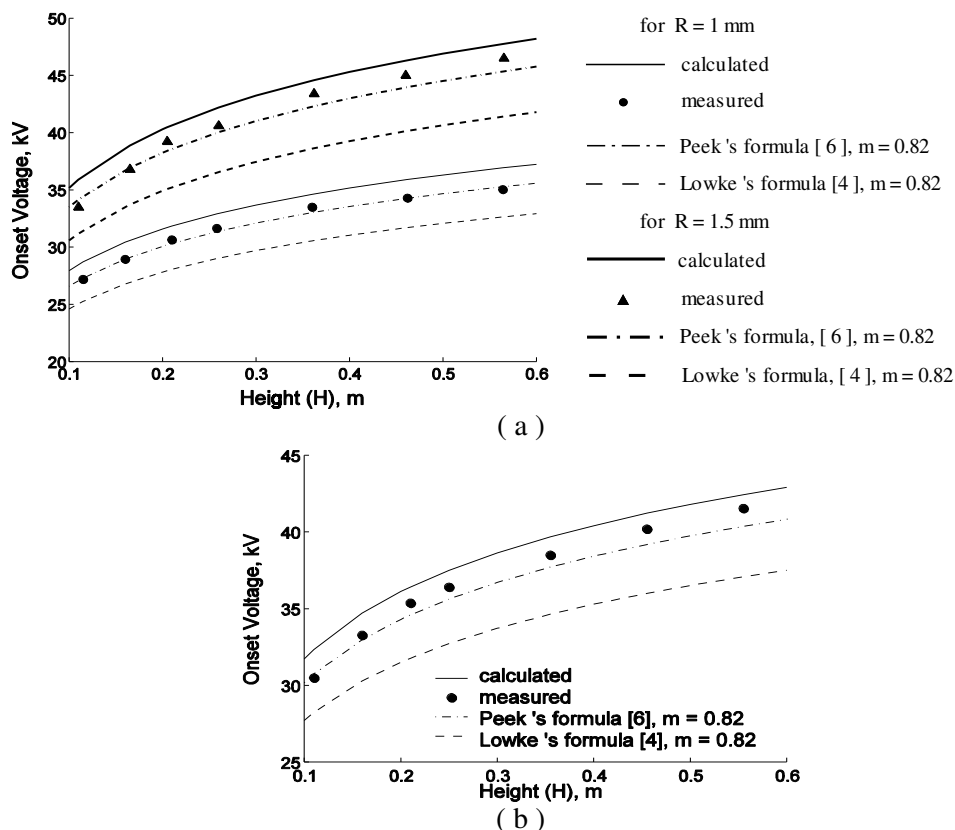 50
45
40
35
30
25
20
0.1 0.2 0.3 0.4 0.5 0.6
Onset Voltage, kV
Height (H), m
for R = 1 mm
calculated
measured
Peek 's formula [ 6 ], m = 0.82
Lowke 's formula [4 ], m = 0.82
for R = 1.5 mm
calculated
measured
Peek 's formula, [ 6 ], m = 0.82
Lowke 's formula, [ 4 ], m = 0.82
( a )
45
40
35
30
25
0.1 0.2 0.3 0.4 0.5 0.6
Onset Voltage, kV
calculated
measured
Peek 's formula [6], m = 0.82
Lowke 's formula [4], m = 0.82
Height (H), m
( b )